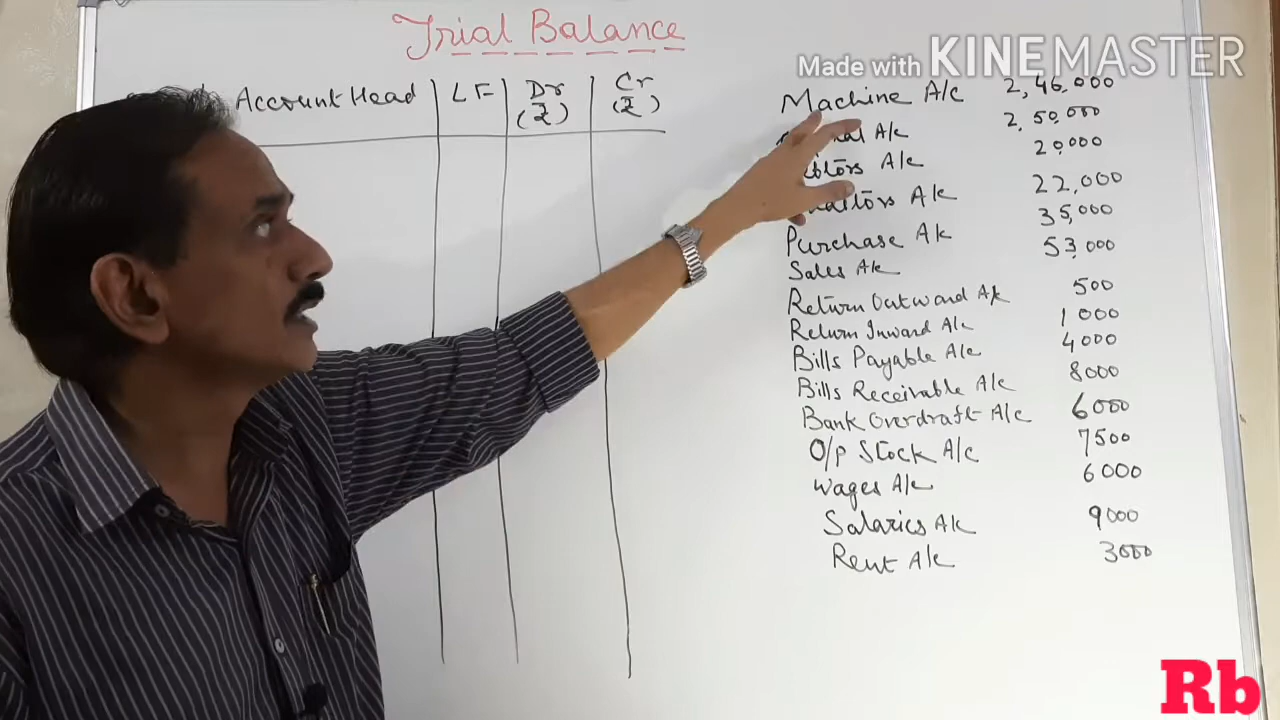 Trial Balance
Made with KINEMASTER
Account Head LF Dr (₹) Cr (₹)
Machine A/c 2,46,000
A/c 2,50,000
A/c 20,000
A/c 22,000
Purchase A/c 35,000
Sales A/c 53,000
Return Outward A/c 500
Return Inward A/c 1000
Bills Payable A/c 4000
Bills Receivable A/c 8000
Bank Overdraft A/c 6000
O/p Stock A/c 7500
Wages A/c 6000
Salaries A/c 9000
Rent A/c 3000
Rb